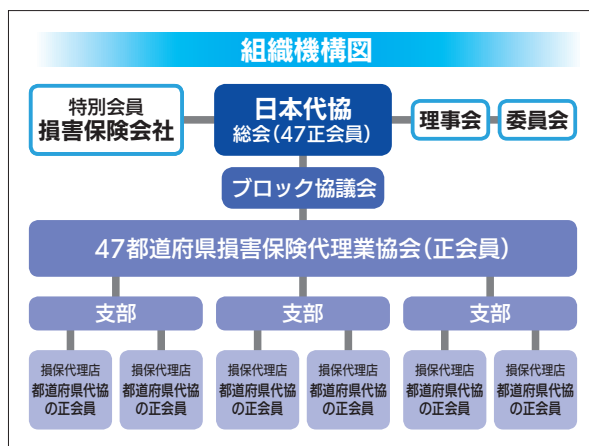 組織機構図
特別会員
損害保険会社
日本代協
総会(47正会員)
理事会
委員会
ブロック協議会
47都道府県損害保険代理業協会(正会員)
支部
支部
支部
損保代理店
都道府県代協
の正会員
損保代理店
都道府県代協
の正会員
損保代理店
都道府県代協
の正会員
損保代理店
都道府県代協
の正会員
損保代理店
都道府県代協
の正会員
損保代理店
都道府県代協
の正会員